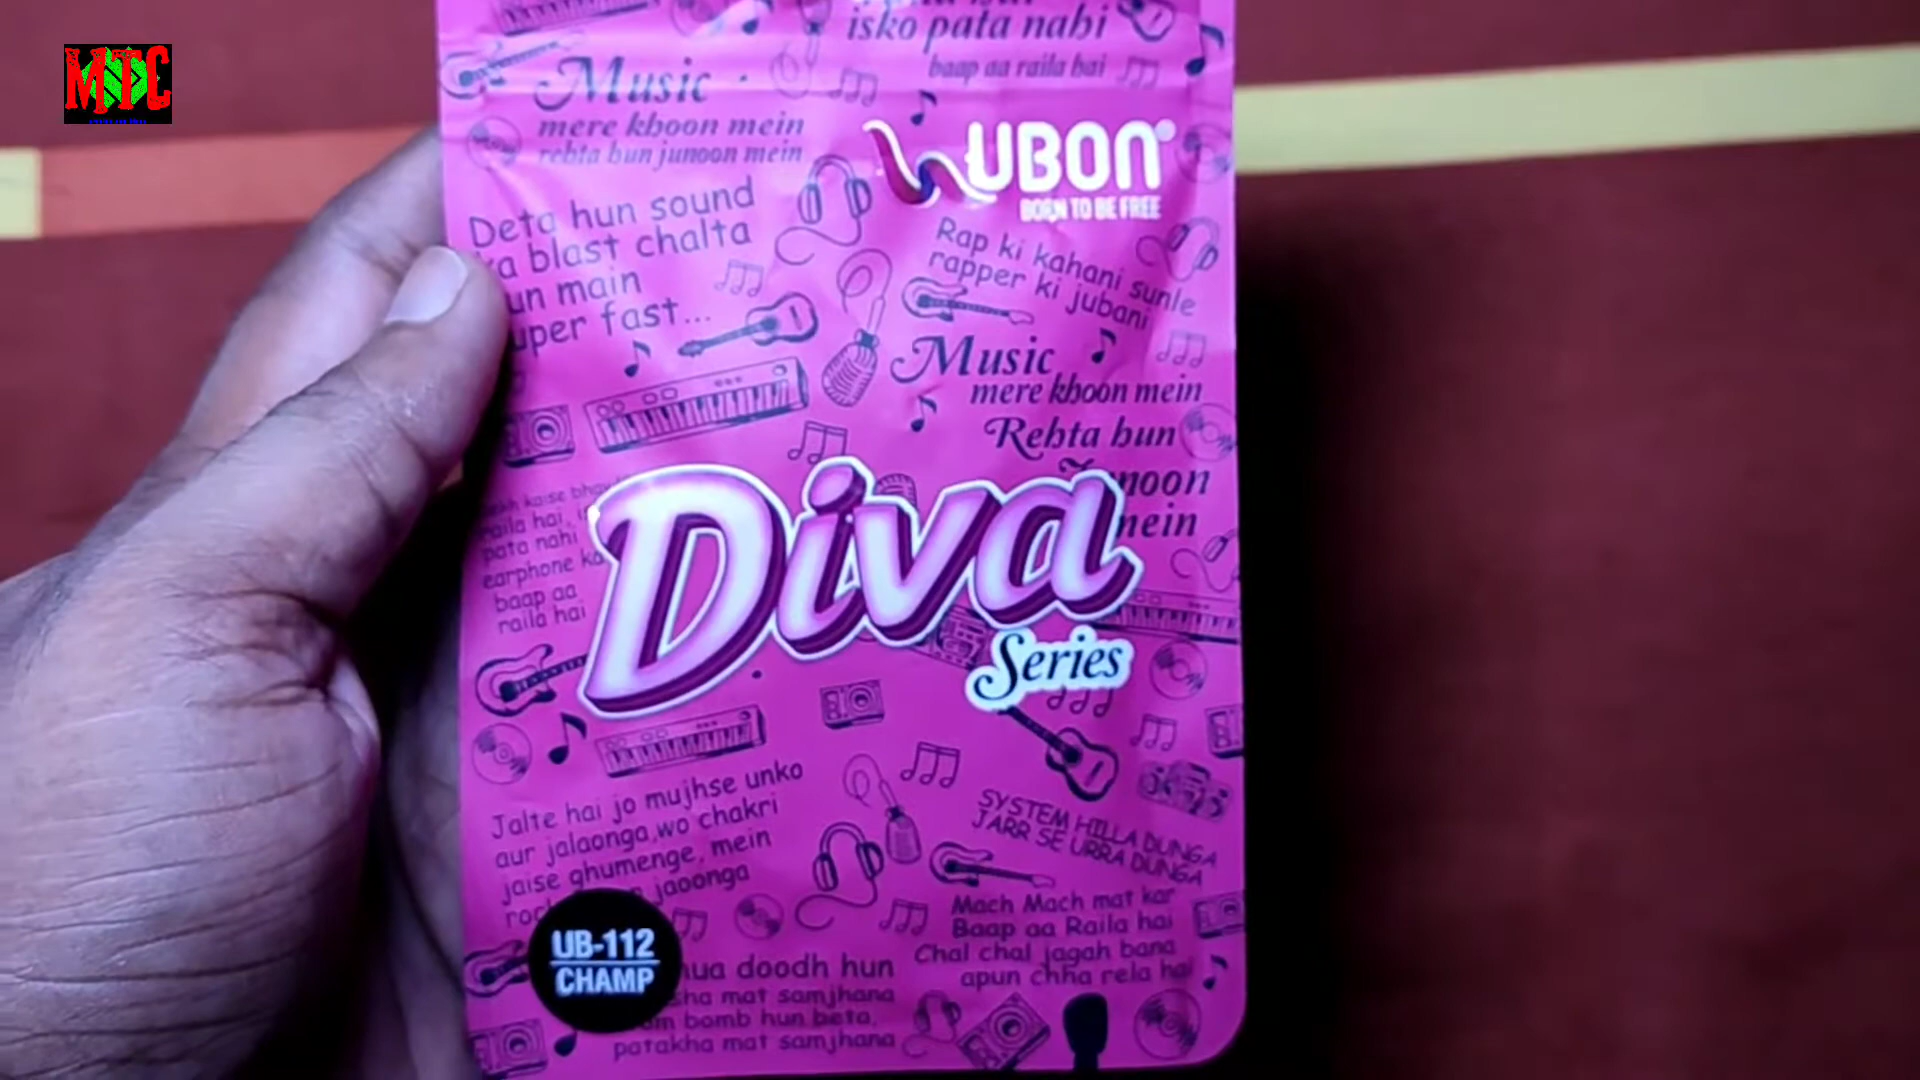 MTC
isko pata nahi
baap aa raila hai
Music
mere khoon mein
rehta hun junoon mein
UBON
BORN TO BE FREE
Deta hun sound
ka blast chalta
un main
uper fast...
Rap ki kahani sunle
rapper ki jubani
Music
mere khoon mein
Rehta hun
noon
mein
kaise
raila hai,
pata nahi
earphone ka
baap aa
raila hai
Diva
Series
Jalte hai jo mujhse unko
aur jalaonga,wo chakri
jaise ghumenge, mein
jaoonga
SYSTEM HILLA DUNGA
JARR SE URRA DUNGA
Mach Mach mat kar
Baap aa Raila hai
Chal chal jagah bana
apun chha rela hai
UB-112
CHAMP
hua doodh hun
mat samjhana
bomb hun beta,
patakha mat samjhana